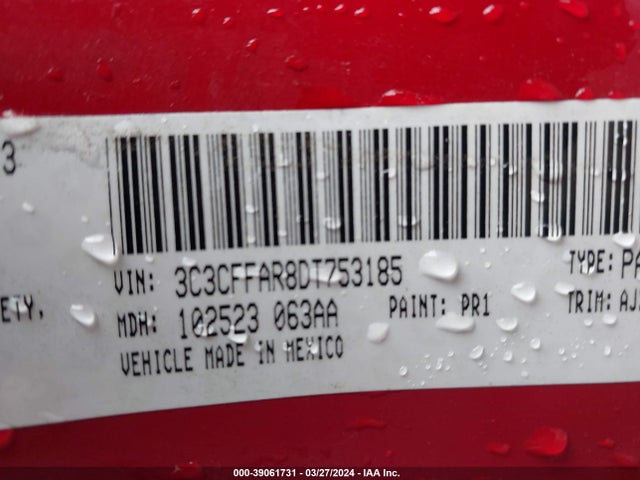 3
VIN: 3C3CFFAR8DT753185 TYPE: PA
ETY, MDH: 102523 063AA PAINT: PR1 TRIM: AJ
VEHICLE MADE IN MEXICO
000-39061731 - 03/27/2024 - IAA Inc.